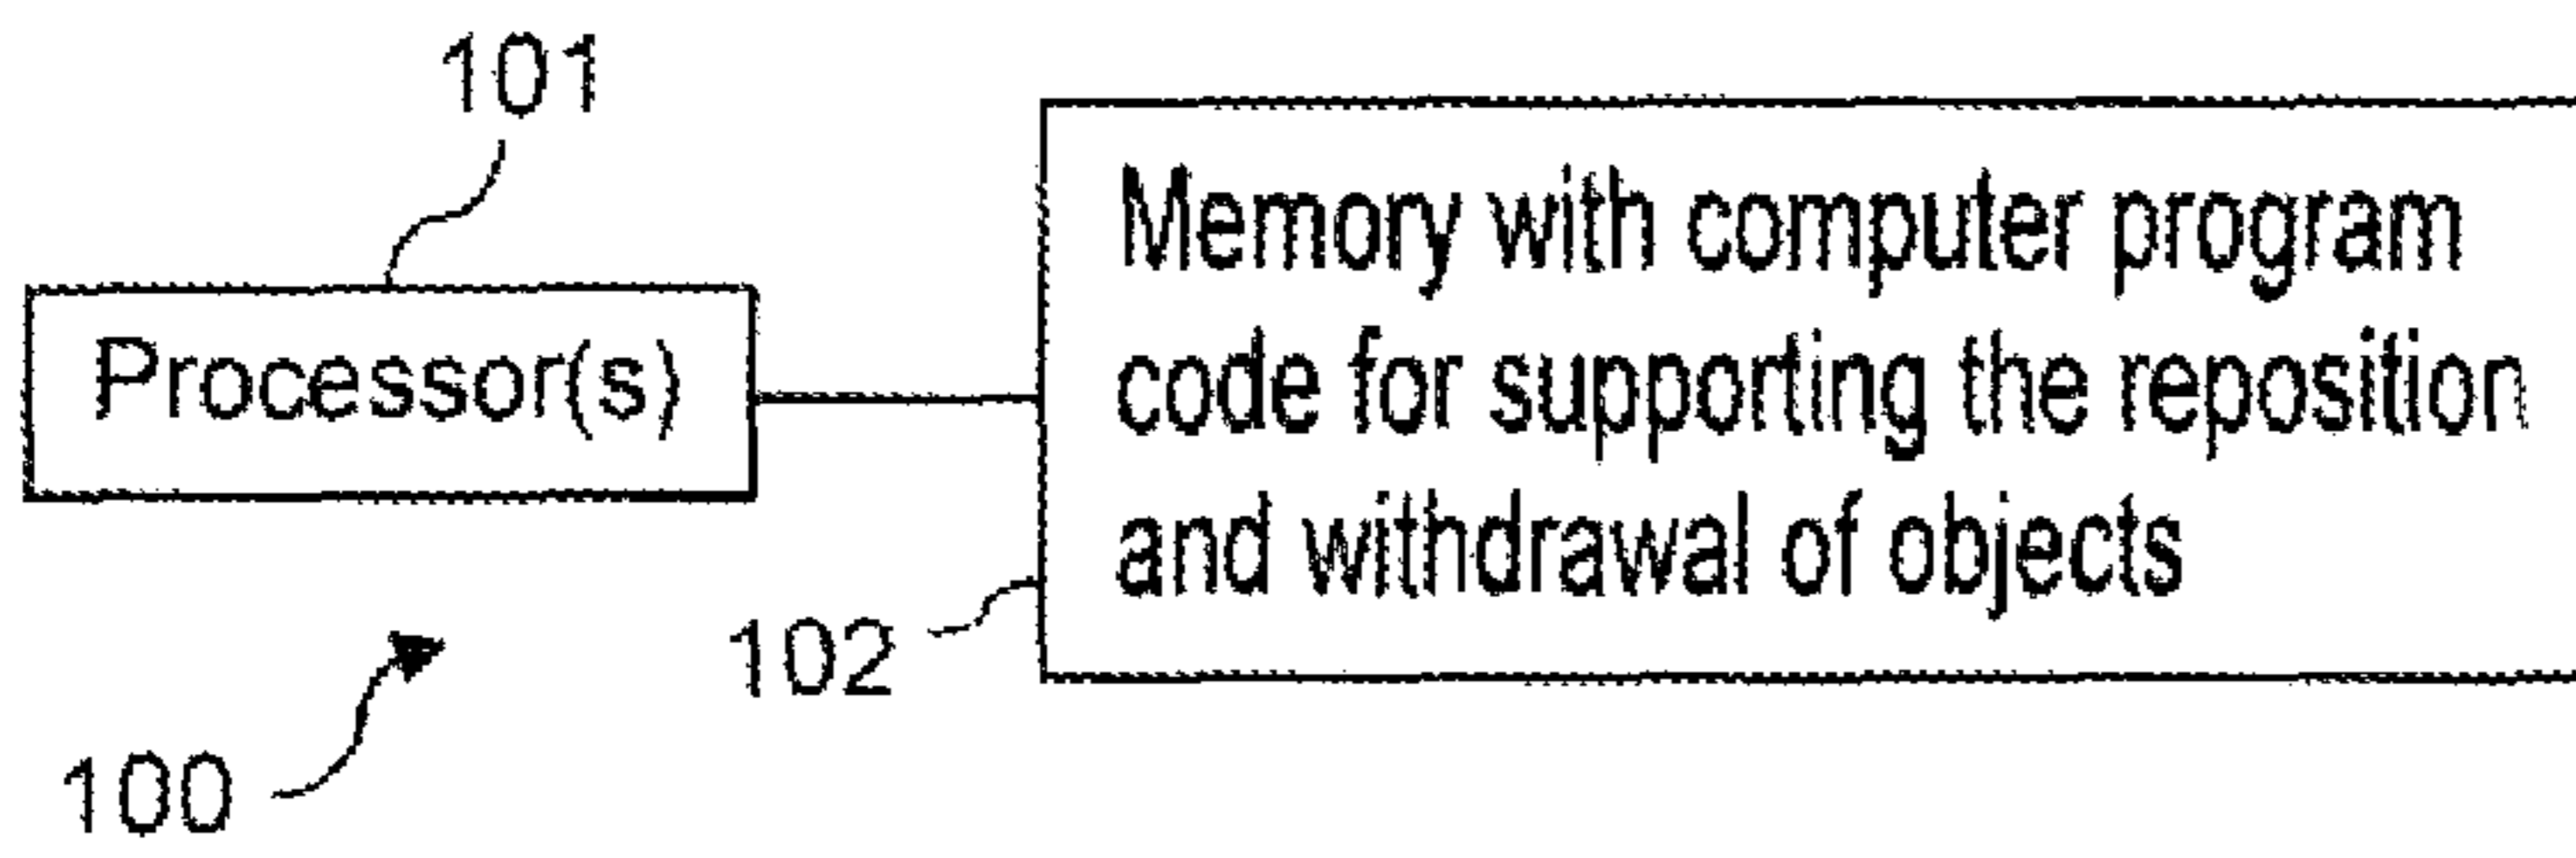 101
Processor(s)
Memory with computer program
code for supporting the reposition
and withdrawal of objects
102
100